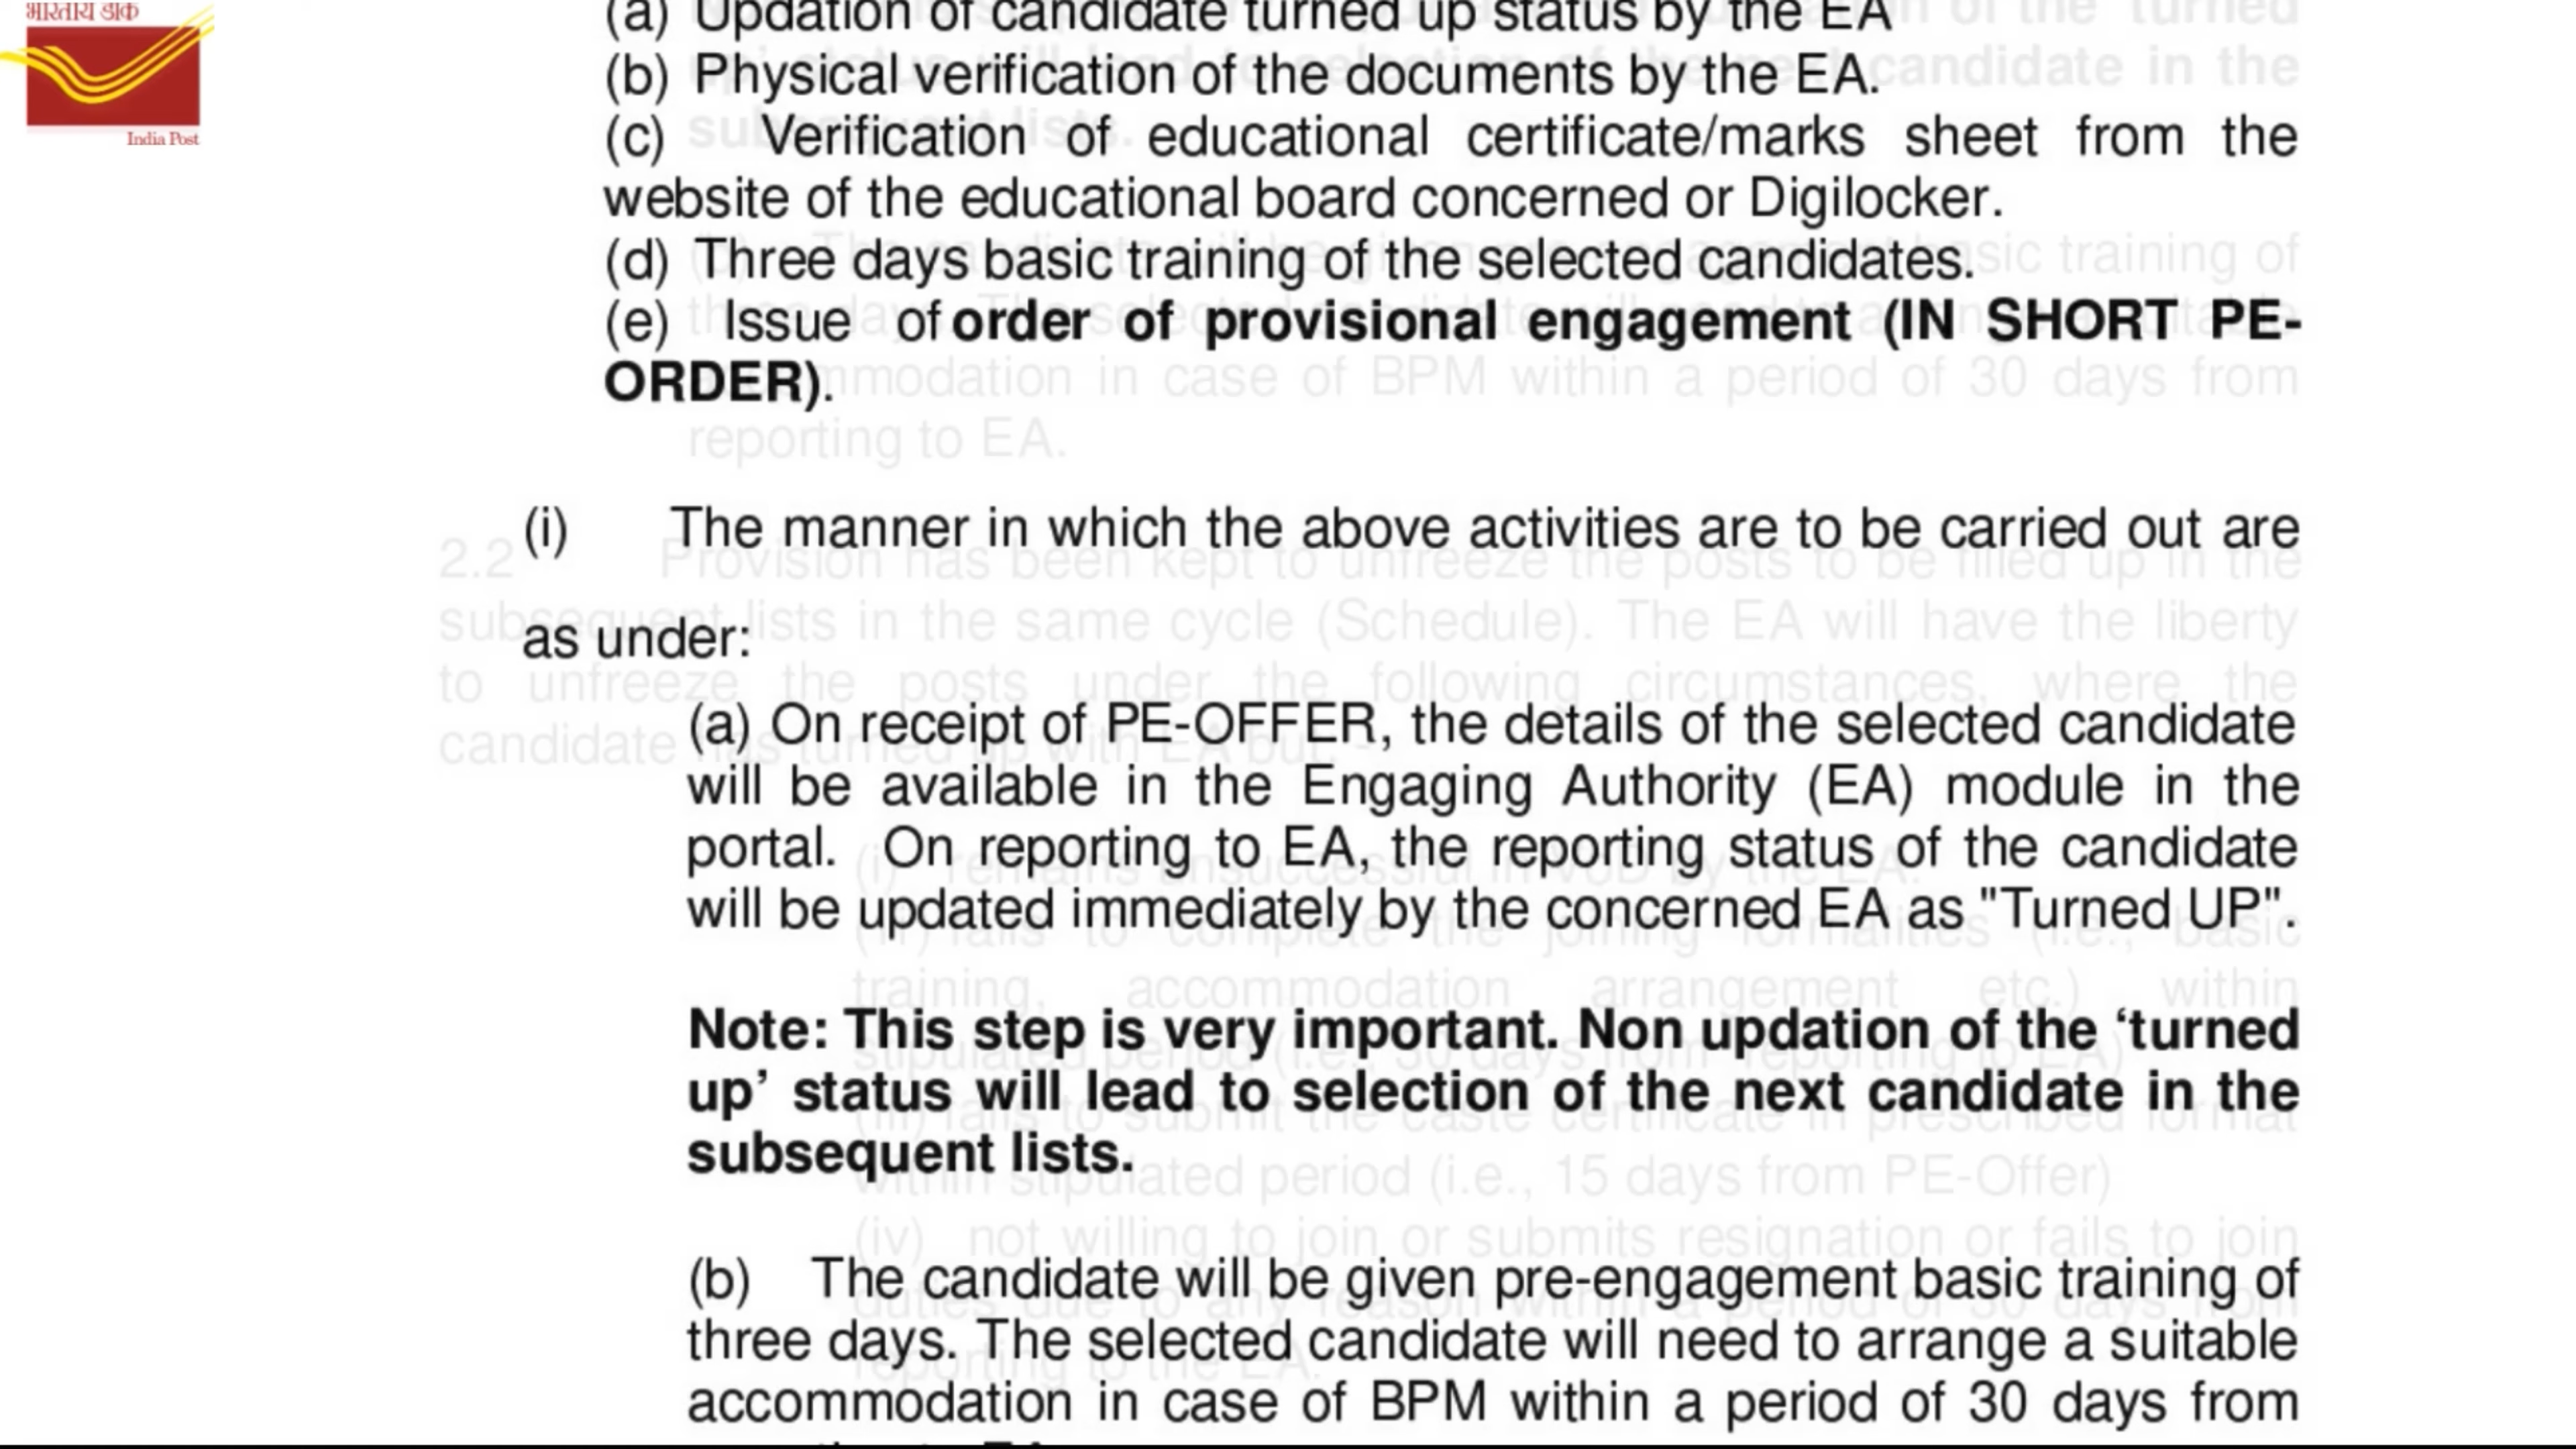 भारतीय डाक
India Post
(a) Updation of candidate turned up status by the EA
(b) Physical verification of the documents by the EA.
(c) Verification of educational certificate/marks sheet from the
website of the educational board concerned or Digilocker.
(d) Three days basic training of the selected candidates.
(e) Issue of order of provisional engagement (IN SHORT PE-
ORDER).
(i) The manner in which the above activities are to be carried out are
as under:
(a) On receipt of PE-OFFER, the details of the selected candidate
will be available in the Engaging Authority (EA) module in the
portal. On reporting to EA, the reporting status of the candidate
will be updated immediately by the concerned EA as "Turned UP".
Note: This step is very important. Non updation of the ‘turned
up’ status will lead to selection of the next candidate in the
subsequent lists.
(b) The candidate will be given pre-engagement basic training of
three days. The selected candidate will need to arrange a suitable
accommodation in case of BPM within a period of 30 days from